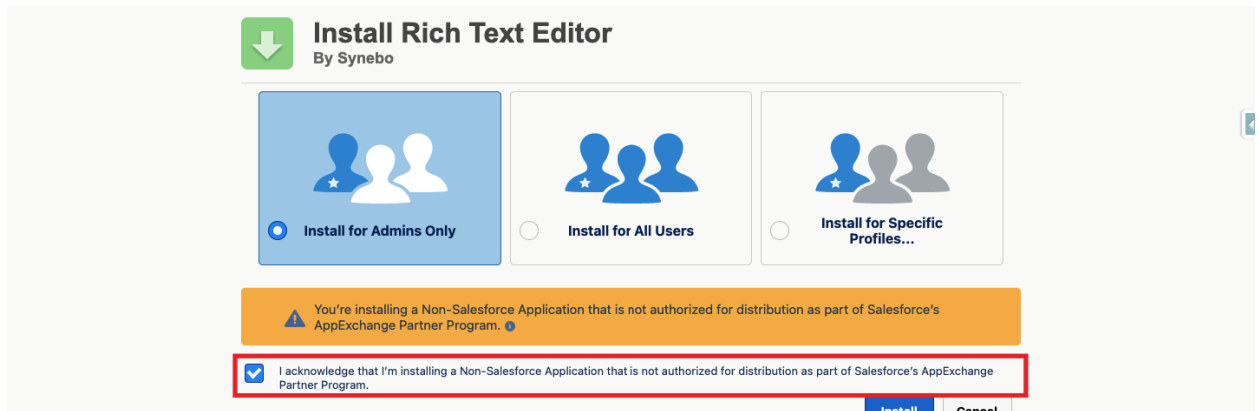 Install Rich Text Editor
By Synebo
Install for Admins Only
Install for All Users
Install for Specific
Profiles...
You're installing a Non-Salesforce Application that is not authorized for distribution as part of Salesforce's
AppExchange Partner Program.
I acknowledge that I'm installing a Non-Salesforce Application that is not authorized for distribution as part of Salesforce's AppExchange
Partner Program.
Install
Cancel